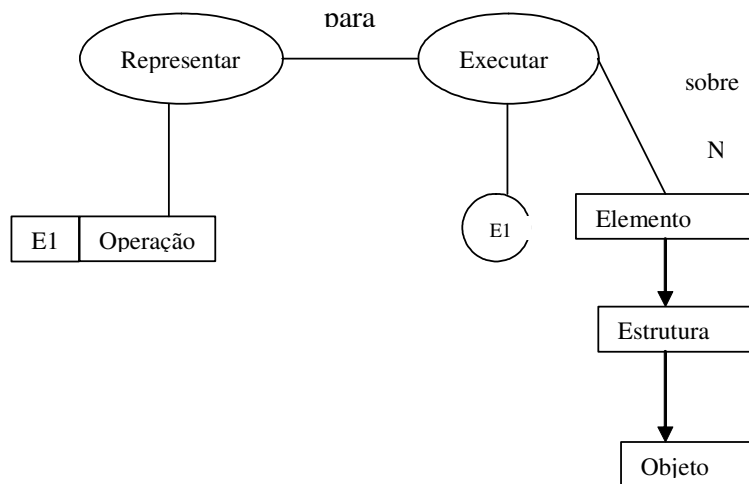 para
Representar
Executar
sobre
N
E1 Operação
E1
Elemento
Estrutura
Objeto